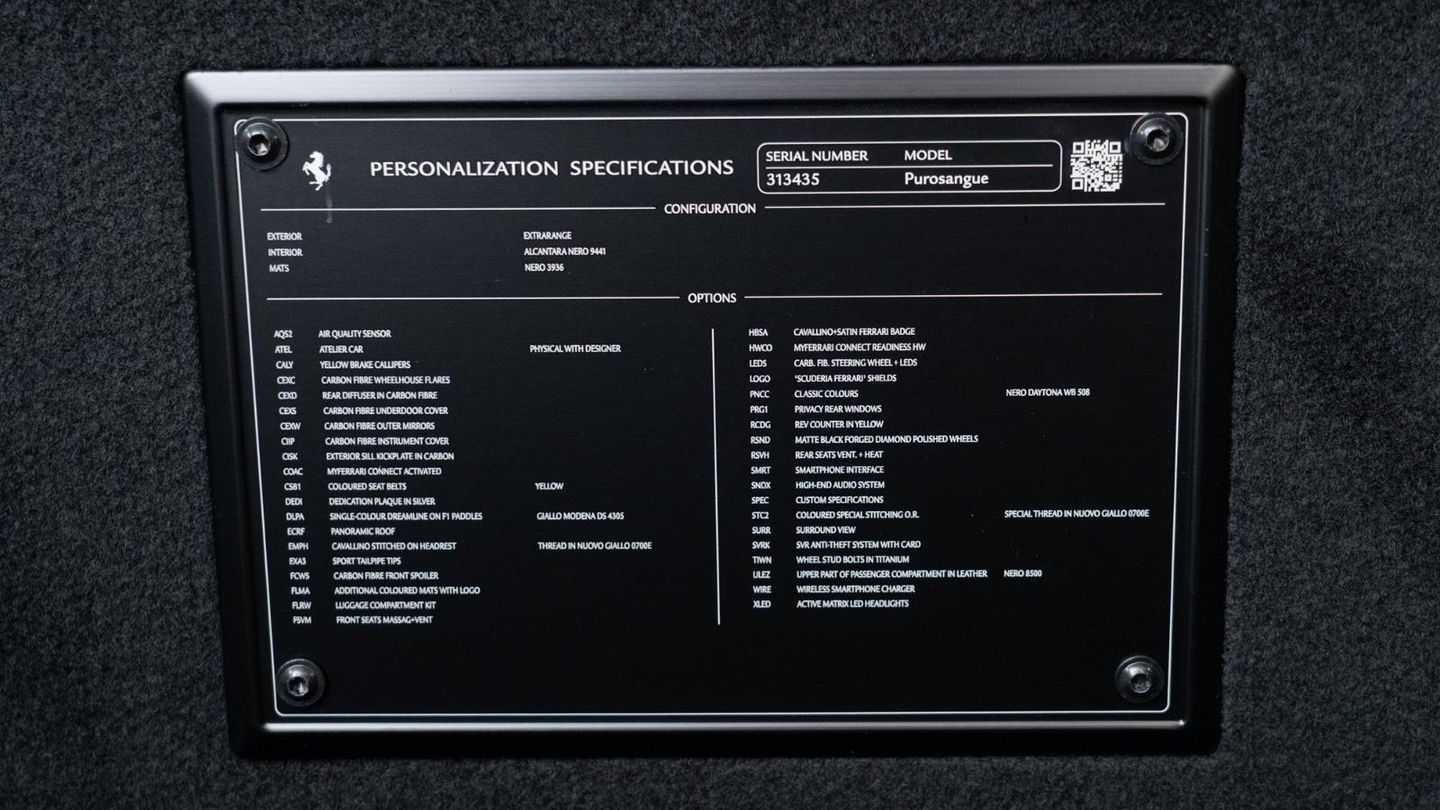 PERSONALIZATION SPECIFICATIONS
SERIAL NUMBER MODEL
313435 Purosangue
CONFIGURATION
EXTERIOR EXTRARANGE
INTERIOR ALCANTARA NERO 9441
MATS NERO 3936
OPTIONS
AQS2 AIR QUALITY SENSOR
ATEL ATELIER CAR PHYSICAL WITH DESIGNER
CALY YELLOW BRAKE CALLIPERS
CEXC CARBON FIBRE WHEELHOUSE FLARES
CEXD REAR DIFFUSER IN CARBON FIBRE
CEXS CARBON FIBRE UNDERDOOR COVER
CEXW CARBON FIBRE OUTER MIRRORS
CIIP CARBON FIBRE INSTRUMENT COVER
CISK EXTERIOR SILL KICKPLATE IN CARBON
COAC MYFERRARI CONNECT ACTIVATED
CSB1 COLOURED SEAT BELTS YELLOW
DEDI DEDICATION PLAQUE IN SILVER
DLPA SINGLE-COLOUR DREAMLINE ON F1 PADDLES GIALLO MODENA DS 4305
ECRF PANORAMIC ROOF
EMPH CAVALLINO STITCHED ON HEADREST THREAD IN NUOVO GIALLO 0700E
EXA3 SPORT TAILPIPE TIPS
FCWS CARBON FIBRE FRONT SPOILER
FLMA ADDITIONAL COLOURED MATS WITH LOGO
FLRW LUGGAGE COMPARTMENT KIT
FSVM FRONT SEATS MASSAG+VENT
HBSA CAVALLINO+SATIN FERRARI BADGE
HWCO MYFERRARI CONNECT READINESS HW
LEDS CARB. FIB. STEERING WHEEL + LEDS
LOGO 'SCUDERIA FERRARI' SHIELDS
PNCC CLASSIC COLOURS NERO DAYTONA WB 508
PRG1 PRIVACY REAR WINDOWS
RCDG REV COUNTER IN YELLOW
RSND MATTE BLACK FORGED DIAMOND POLISHED WHEELS
RSVH REAR SEATS VENT. + HEAT
SMRT SMARTPHONE INTERFACE
SNDX HIGH-END AUDIO SYSTEM
SPEC CUSTOM SPECIFICATIONS
STC2 COLOURED SPECIAL STITCHING O.R. SPECIAL THREAD IN NUOVO GIALLO 0700E
SURR SURROUND VIEW
SVRK SVR ANTI-THEFT SYSTEM WITH CARD
TIWN WHEEL STUD BOLTS IN TITANIUM
ULEZ UPPER PART OF PASSENGER COMPARTMENT IN LEATHER NERO 8500
WIRE WIRELESS SMARTPHONE CHARGER
XLED ACTIVE MATRIX LED HEADLIGHTS